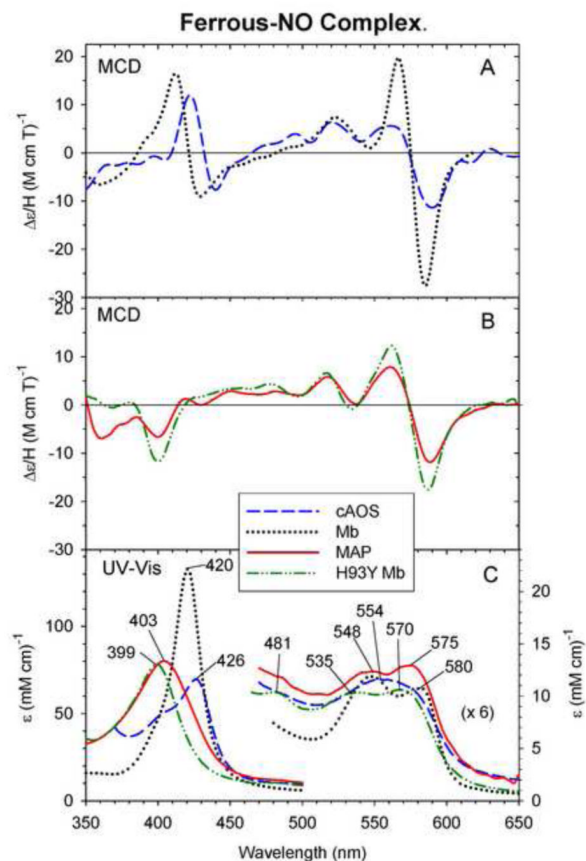 Ferrous-NO Complex.
MCD
A
20
10
0
-10
-20
-30
Δε/H (M cm T)⁻¹
MCD
B
20
10
0
-10
-20
-30
Δε/H (M cm T)⁻¹
cAOS
Mb
MAP
H93Y Mb
UV-Vis
420
C
403
399
426
481
535
548
554
570
575
580
(x 6)
100
50
0
ε (mM cm)⁻¹
20
15
10
5
0
ε (mM cm)⁻¹
350 400 450 500 550 600 650
Wavelength (nm)